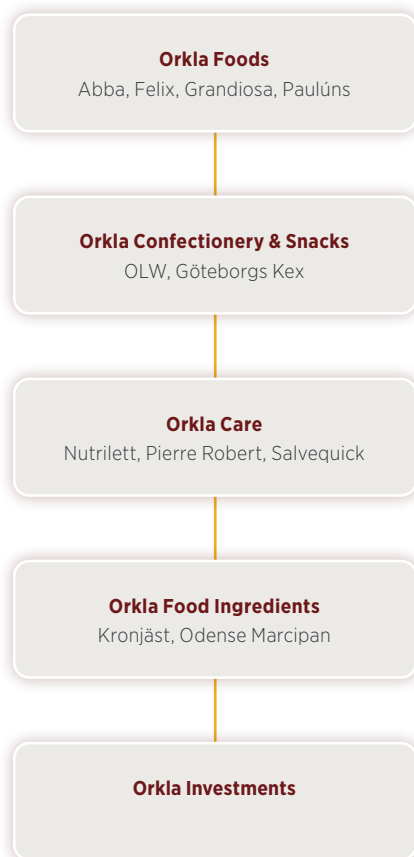 Orkla Foods
Abba, Felix, Grandiosa, Paulúns
Orkla Confectionery & Snacks
OLW, Göteborgs Kex
Orkla Care
Nutrilett, Pierre Robert, Salvequick
Orkla Food Ingredients
Kronjäst, Odense Marcipan
Orkla Investments